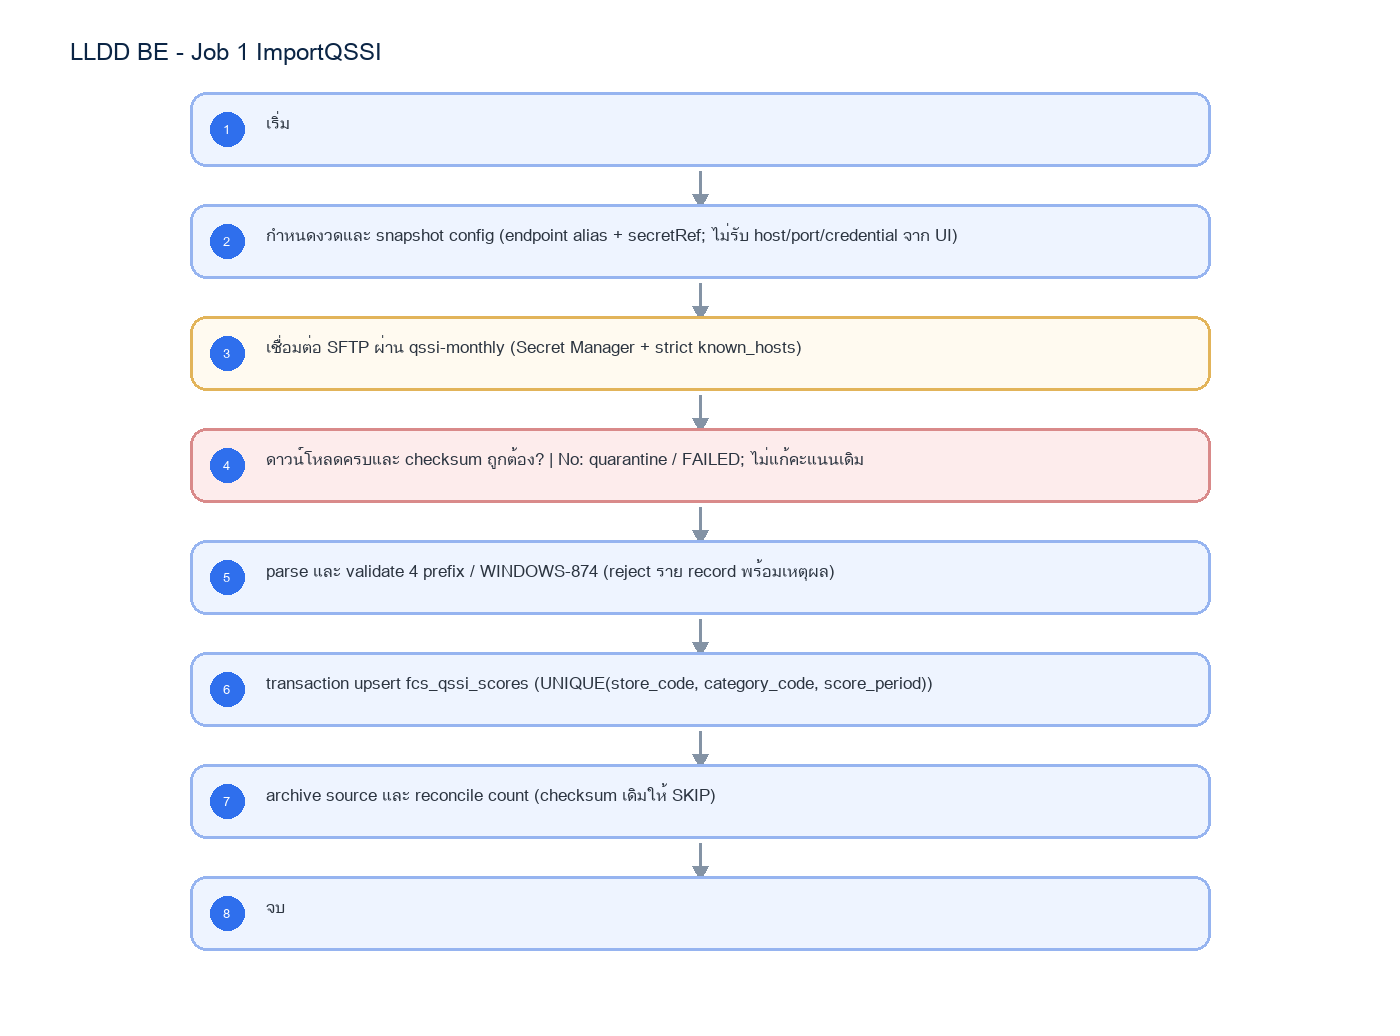 LLDD BE - Job 1 ImportQSSI
1 เริ่ม
2 กำหนดงวดและ snapshot config (endpoint alias + secretRef; ไม่รับ host/port/credential จาก UI)
3 เชื่อมต่อ SFTP ผ่าน qssi-monthly (Secret Manager + strict known_hosts)
4 ดาวน์โหลดครบและ checksum ถูกต้อง? | No: quarantine / FAILED; ไม่แก้คะแนนเดิม
5 parse และ validate 4 prefix / WINDOWS-874 (reject ราย record พร้อมเหตุผล)
6 transaction upsert fcs_qssi_scores (UNIQUE(store_code, category_code, score_period))
7 archive source และ reconcile count (checksum เดิมให้ SKIP)
8 จบ